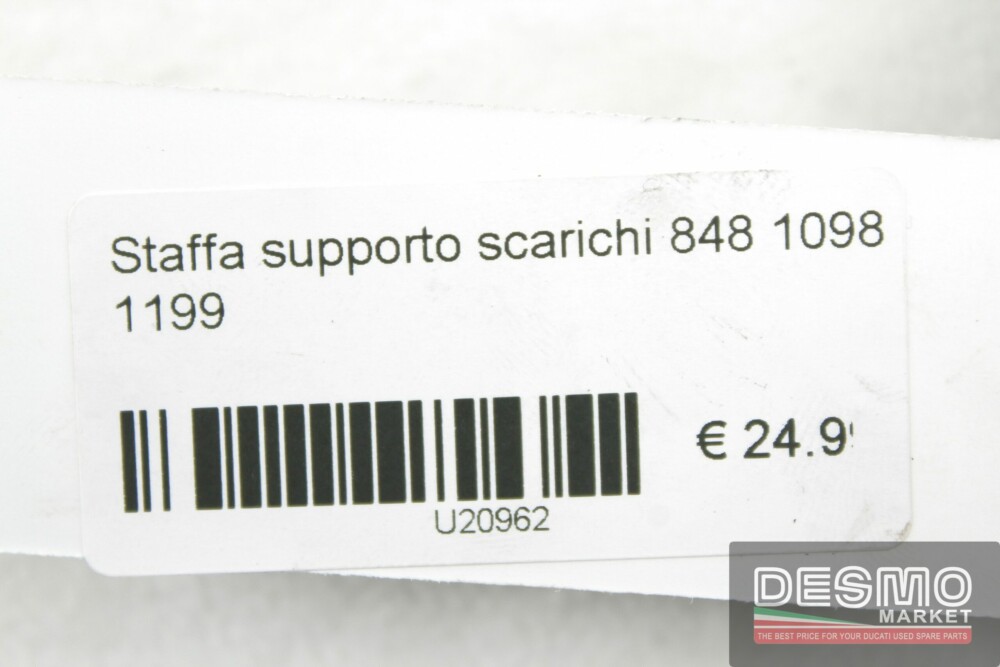 Staffa supporto scarichi 848 1098
1199
€ 24.9
U20962
DESMO
MARKET
THE BEST PRICE FOR YOUR DUCATI USED SPARE PARTS